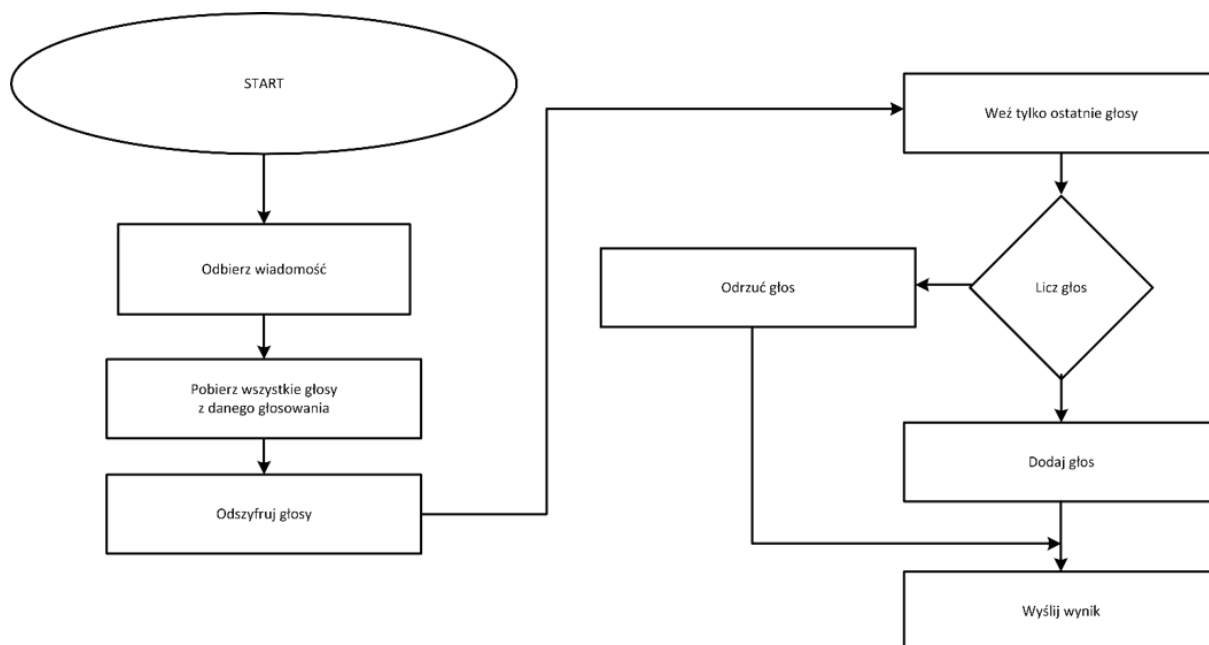 START
Odbierz wiadomość
Pobierz wszystkie głosy
z danego głosowania
Odszyfruj głosy
Weź tylko ostatnie głosy
Licz głos
Odrzuć głos
Dodaj głos
Wyślij wynik